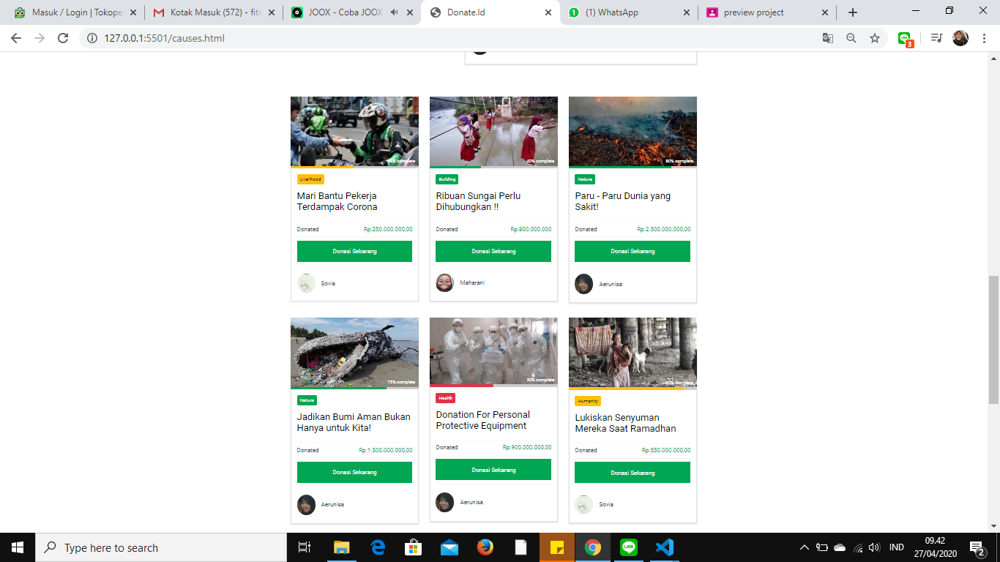 Masuk / Login | Tokope
Kotak Masuk (572) - fitr
JOOX - Coba JOOX
Donate.Id
(1) WhatsApp
preview project
127.0.0.1:5501/causes.html
3
50% complete
40% complete
80% complete
Livelihood
Building
Nature
Mari Bantu Pekerja
Terdampak Corona
Ribuan Sungai Perlu
Dihubungkan !!
Paru - Paru Dunia yang
Sakit!
Donated Rp.250.000.000,00
Donated Rp.800.000.000
Donated Rp.2.500.000.000,00
Donasi Sekarang
Donasi Sekarang
Donasi Sekarang
Sovia
Maharani
Aerunisa
75% complete
50% complete
90% complete
Nature
Health
Humanity
Jadikan Bumi Aman Bukan
Hanya untuk Kita!
Donation For Personal
Protective Equipment
Lukiskan Senyuman
Mereka Saat Ramadhan
Donated Rp.1.500.000.000,00
Donated Rp.900.000.000,00
Donated Rp.550.000.000,00
Donasi Sekarang
Donasi Sekarang
Donasi Sekarang
Aerunisa
Aerunisa
Sovia
Type here to search
IND
09.42
27/04/2020
2